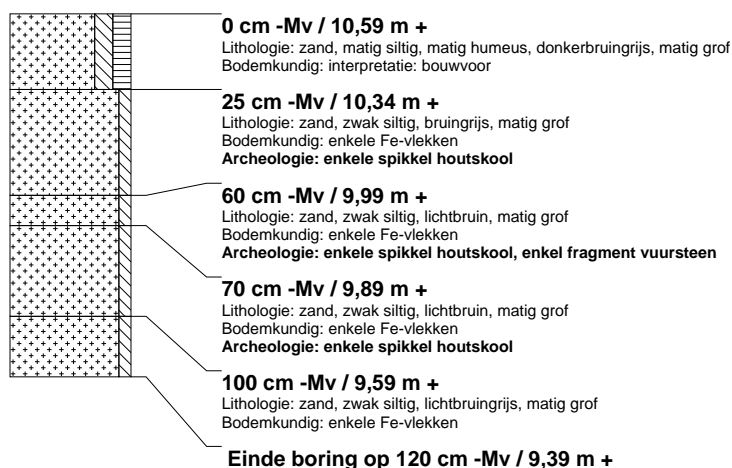 0 cm -Mv / 10,59 m +
Lithologie: zand, matig siltig, matig humeus, donkerbruingrijs, matig grof
Bodemkundig: interpretatie: bouwvoor
25 cm -Mv / 10,34 m +
Lithologie: zand, zwak siltig, bruingrijs, matig grof
Bodemkundig: enkele Fe-vlekken
Archeologie: enkele spikkel houtskool
60 cm -Mv / 9,99 m +
Lithologie: zand, zwak siltig, lichtbruin, matig grof
Bodemkundig: enkele Fe-vlekken
Archeologie: enkele spikkel houtskool, enkel fragment vuursteen
70 cm -Mv / 9,89 m +
Lithologie: zand, zwak siltig, lichtbruin, matig grof
Bodemkundig: enkele Fe-vlekken
Archeologie: enkele spikkel houtskool
100 cm -Mv / 9,59 m +
Lithologie: zand, zwak siltig, lichtbruingrijs, matig grof
Bodemkundig: enkele Fe-vlekken
Einde boring op 120 cm -Mv / 9,39 m +